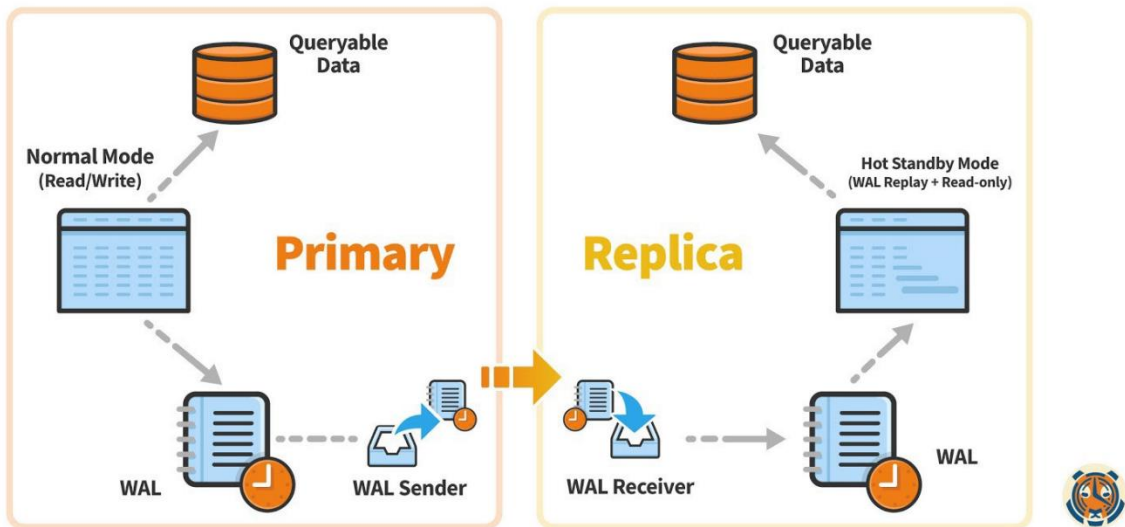 Queryable
Data
Normal Mode
(Read/Write)
Primary
WAL
WAL Sender
Queryable
Data
Hot Standby Mode
(WAL Replay + Read-only)
Replica
WAL Receiver
WAL